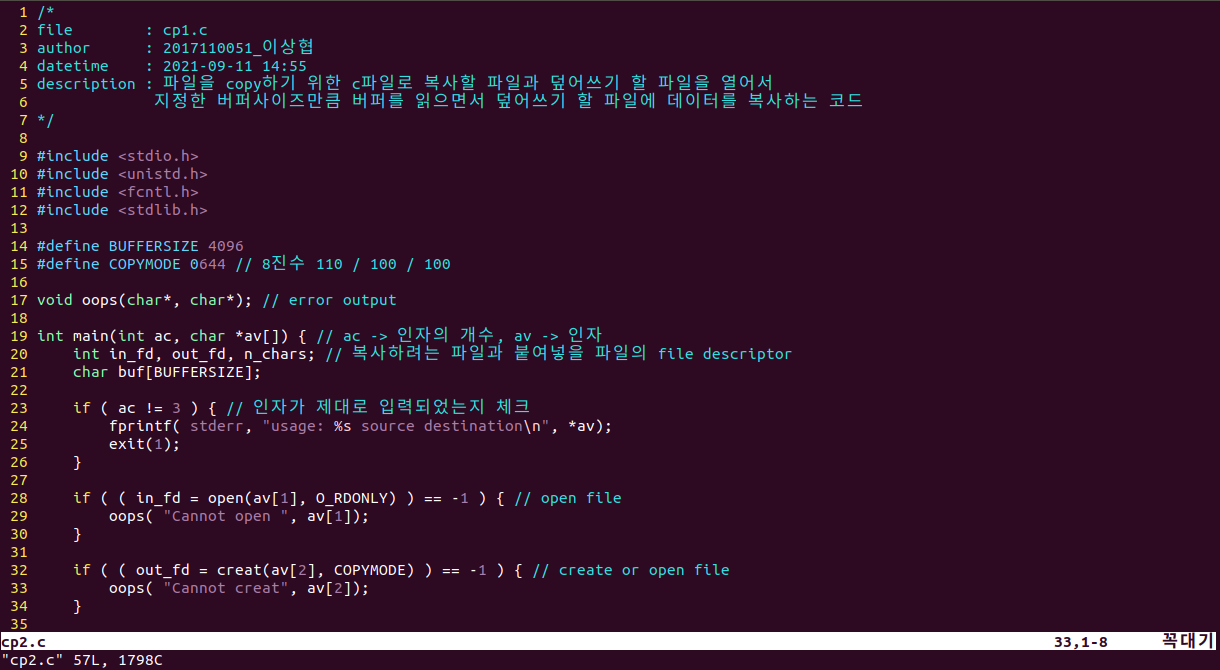 1 /*
2 file        : cp1.c
3 author      : 2017110051_이상협
4 datetime    : 2021-09-11 14:55
5 description : 파일을 copy하기 위한 c파일로 복사할 파일과 덮어쓰기 할 파일을 열어서
6              지정한 버퍼사이즈만큼 버퍼를 읽으면서 덮어쓰기 할 파일에 데이터를 복사하는 코드
7 */
8
9 #include <stdio.h>
10 #include <unistd.h>
11 #include <fcntl.h>
12 #include <stdlib.h>
13
14 #define BUFFERSIZE 4096
15 #define COPYMODE 0644 // 8진수 110 / 100 / 100
16
17 void oops(char*, char*); // error output
18
19 int main(int ac, char *av[]) { // ac -> 인자의 개수, av -> 인자
20     int in_fd, out_fd, n_chars; // 복사하려는 파일과 붙여넣을 파일의 file descriptor
21     char buf[BUFFERSIZE];
22
23     if ( ac != 3 ) { // 인자가 제대로 입력되었는지 체크
24         fprintf( stderr, "usage: %s source destination\n", *av);
25         exit(1);
26     }
27
28     if ( ( in_fd = open(av[1], O_RDONLY) ) == -1 ) { // open file
29         oops( "Cannot open ", av[1]);
30     }
31
32     if ( ( out_fd = creat(av[2], COPYMODE) ) == -1 ) { // create or open file
33         oops( "Cannot creat", av[2]);
34     }
35
cp2.c 33,1-8 꼭대기
"cp2.c" 57L, 1798C